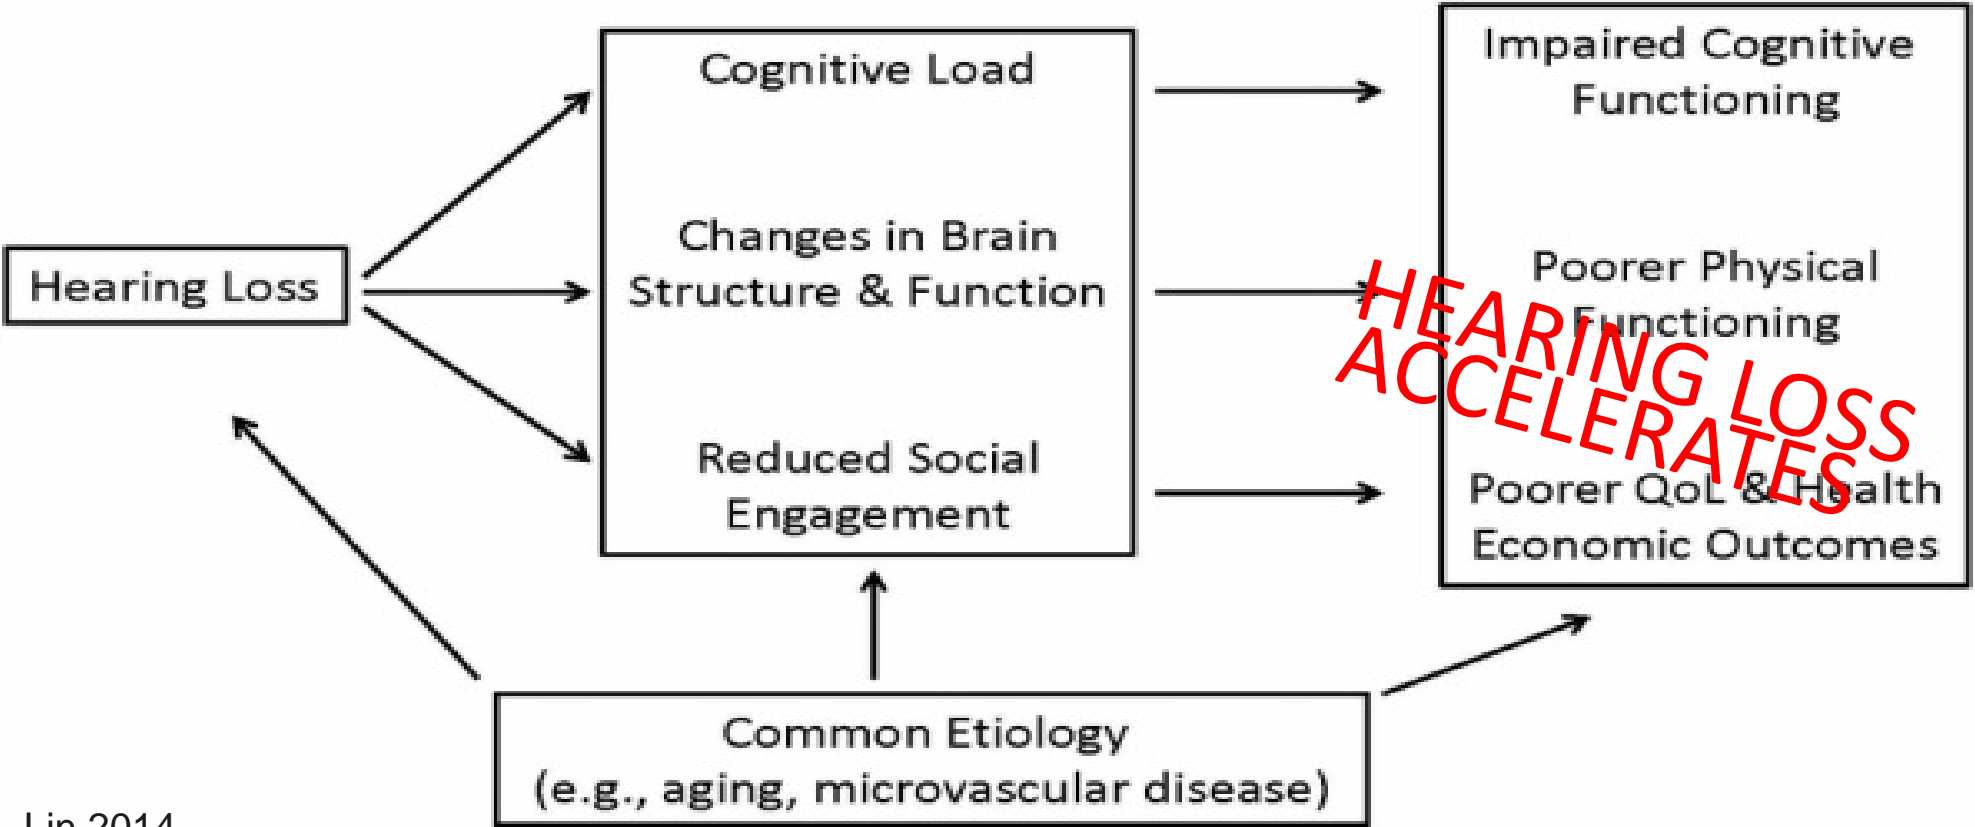 Hearing Loss
Cognitive Load
Changes in Brain
Structure & Function
Reduced Social
Engagement
Impaired Cognitive
Functioning
Poorer Physical
Functioning
HEARING LOSS
ACCELERATES
Poorer QoL & Health
Economic Outcomes
Common Etiology
(e.g., aging, microvascular disease)
Lin 2014